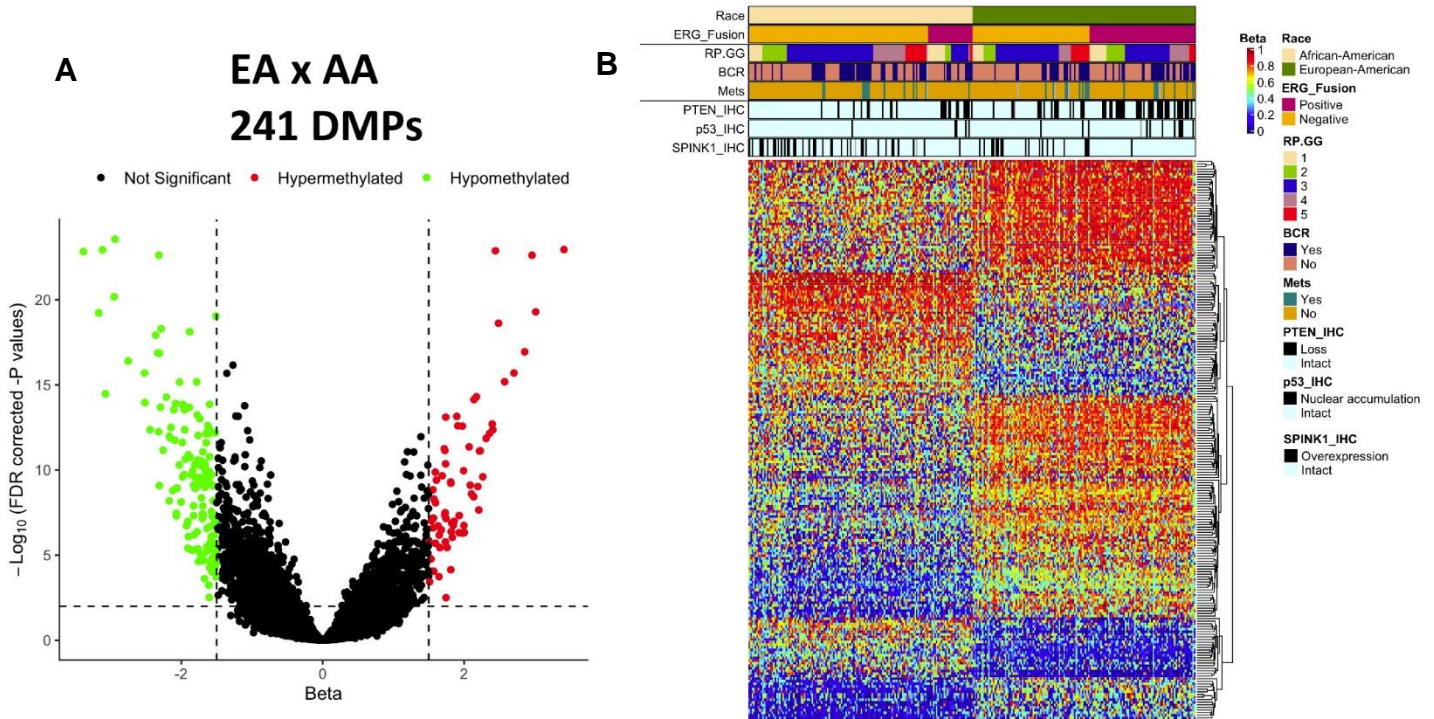 A
EA x AA
241 DMPs
Not Significant
Hypermethylated
Hypomethylated
−Log10 (FDR corrected -P values)
20
15
10
5
0
-2
0
2
Beta
B
Race
ERG_Fusion
RP.GG
BCR
Mets
PTEN_IHC
p53_IHC
SPINK1_IHC
Beta
1
0.8
0.6
0.4
0.2
0
Race
African-American
European-American
ERG_Fusion
Positive
Negative
RP.GG
1
2
3
4
5
BCR
Yes
No
Mets
Yes
No
PTEN_IHC
Loss
Intact
p53_IHC
Nuclear accumulation
Intact
SPINK1_IHC
Overexpression
Intact